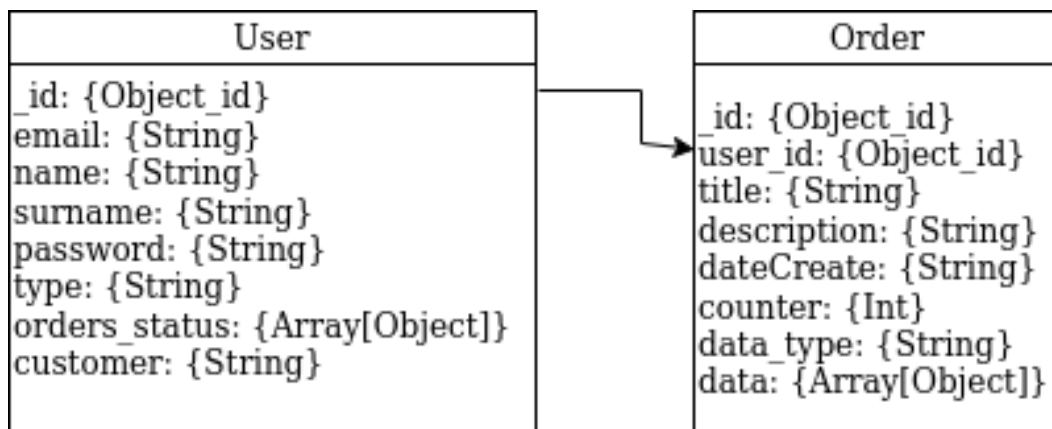 User
_id: {Object_id}
email: {String}
name: {String}
surname: {String}
password: {String}
type: {String}
orders_status: {Array[Object]}
customer: {String}
Order
_id: {Object_id}
user_id: {Object_id}
title: {String}
description: {String}
dateCreate: {String}
counter: {Int}
data_type: {String}
data: {Array[Object]}